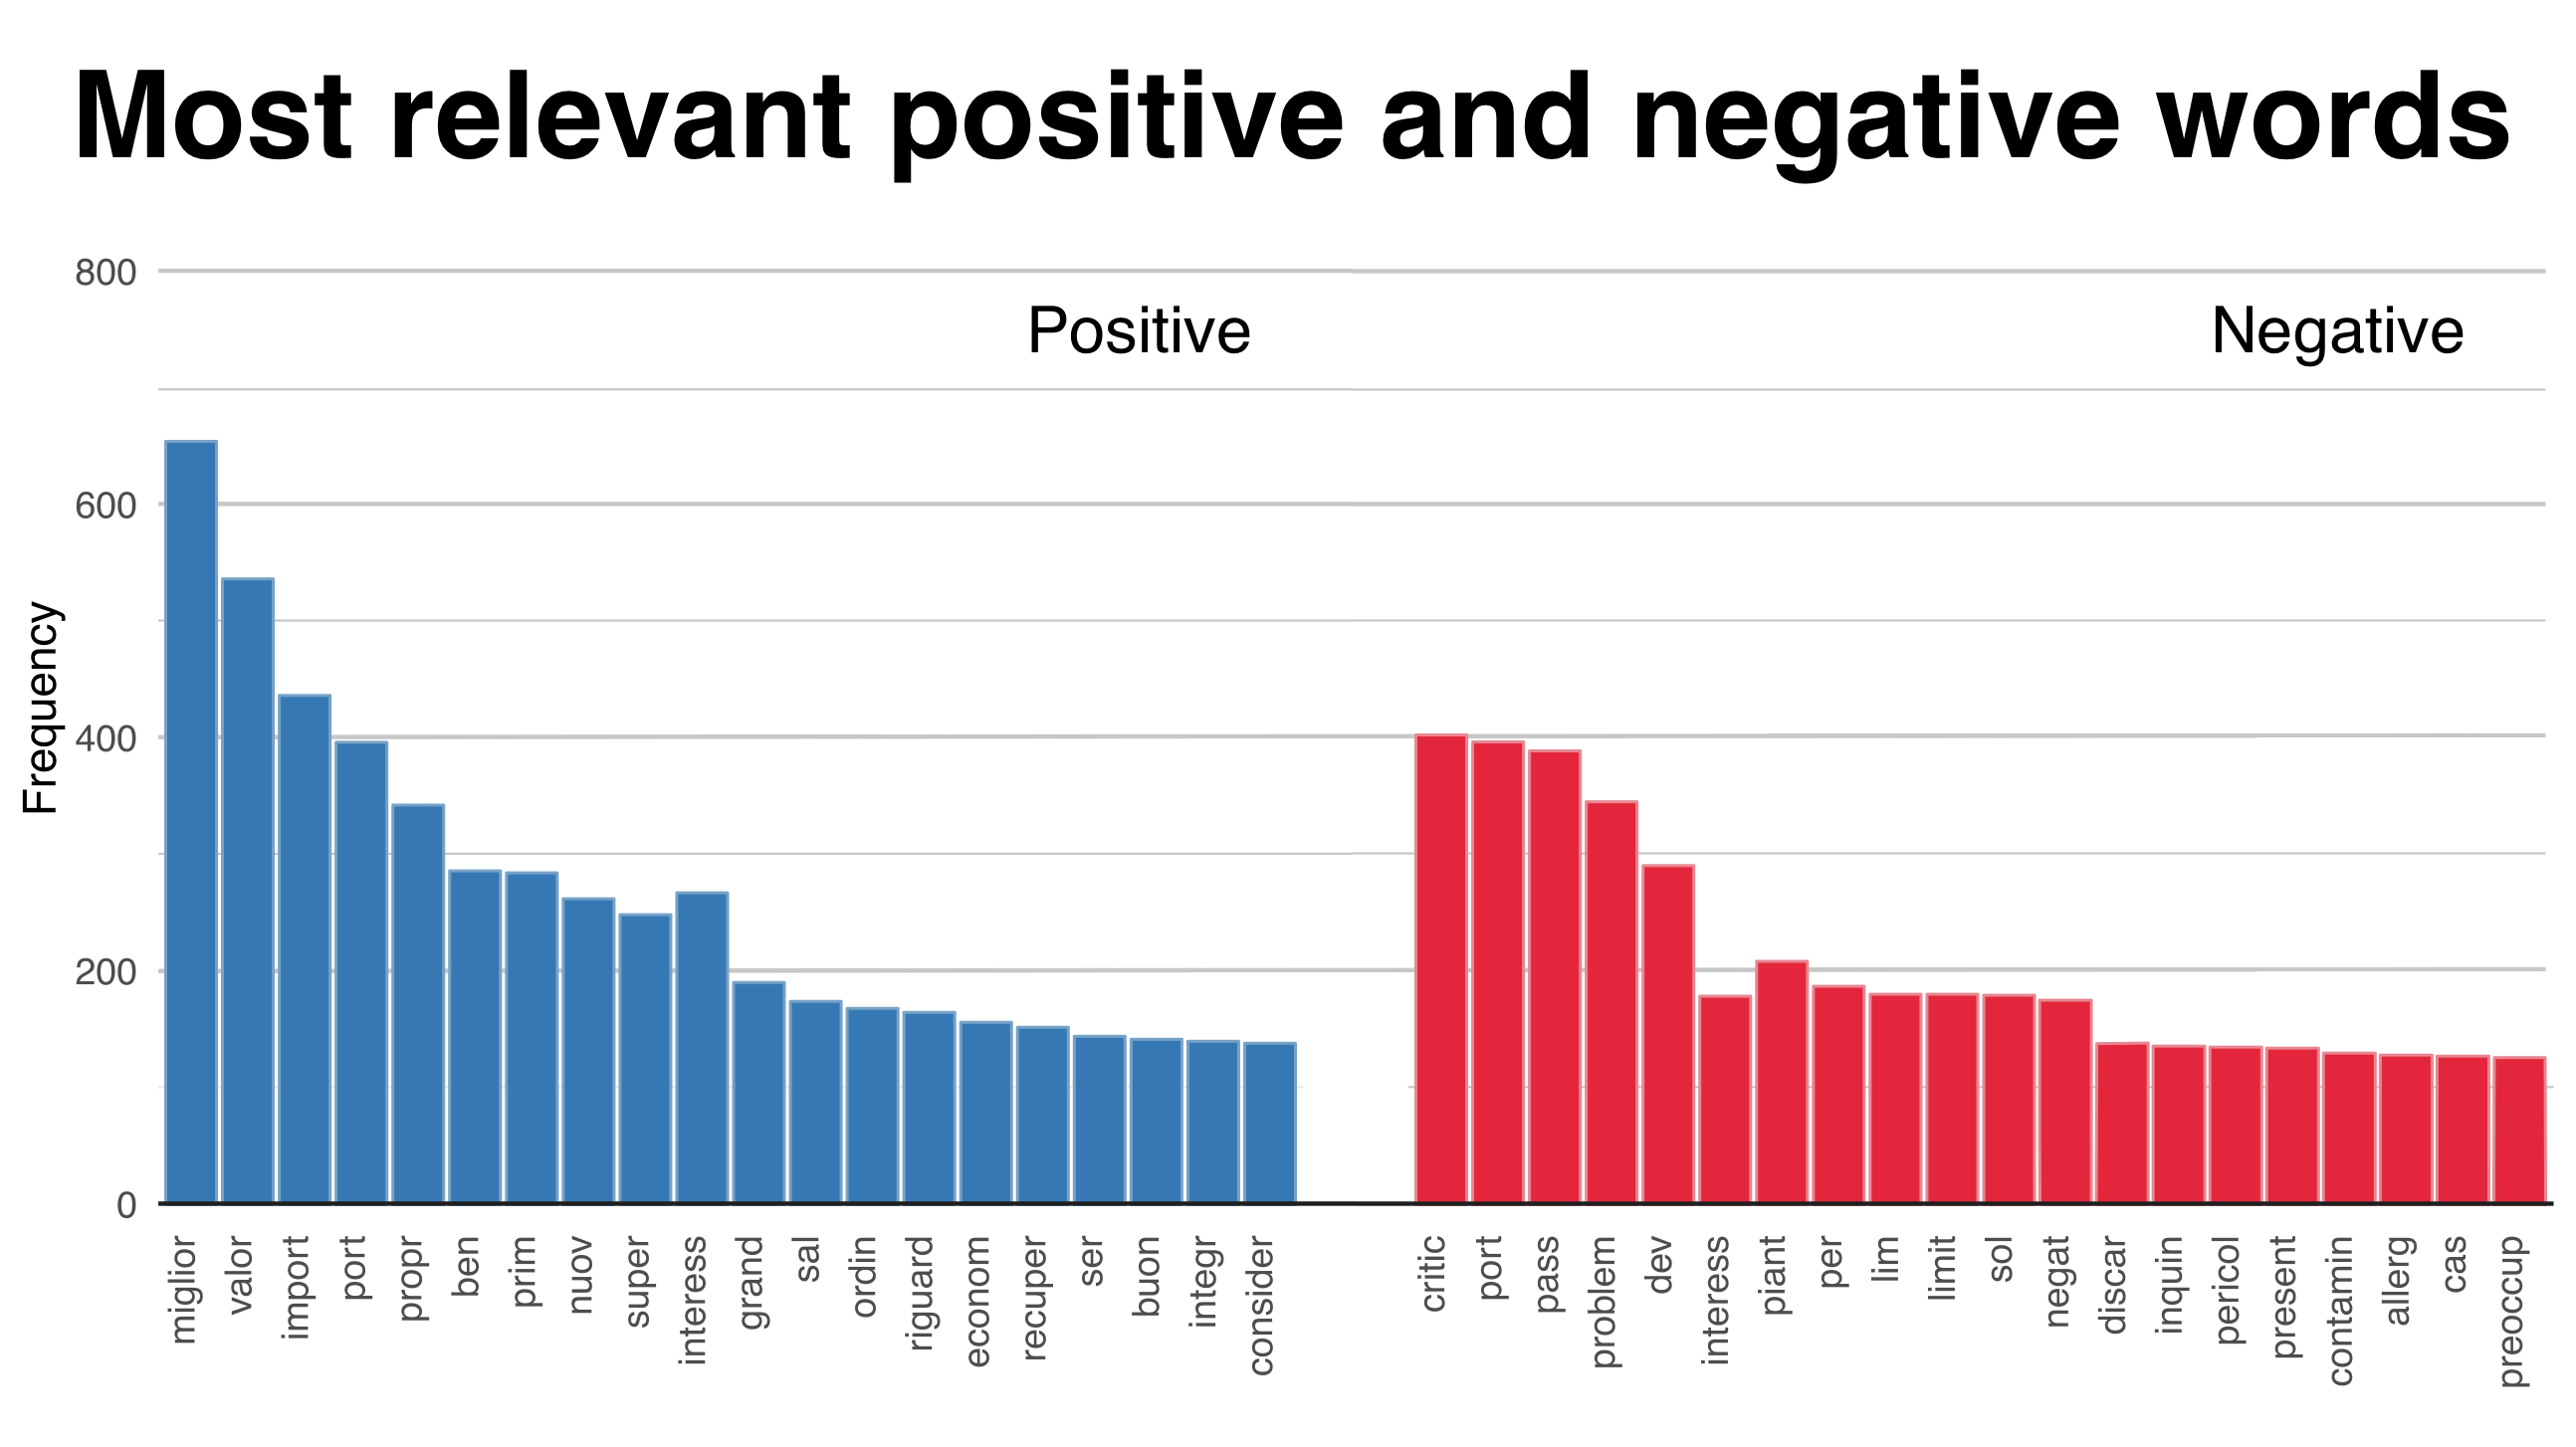 Most relevant positive and negative words
800
Positive
Negative
600
Frequency
400
200
0
miglior
valor
import
port
propr
ben
prim
nuov
super
interess
grand
sal
ordin
riguard
econom
recuper
ser
buon
integr
consider
critic
port
pass
problem
dev
interess
piant
per
lim
limit
sol
negat
discar
inquin
pericol
present
contamin
allerg
cas
preoccup